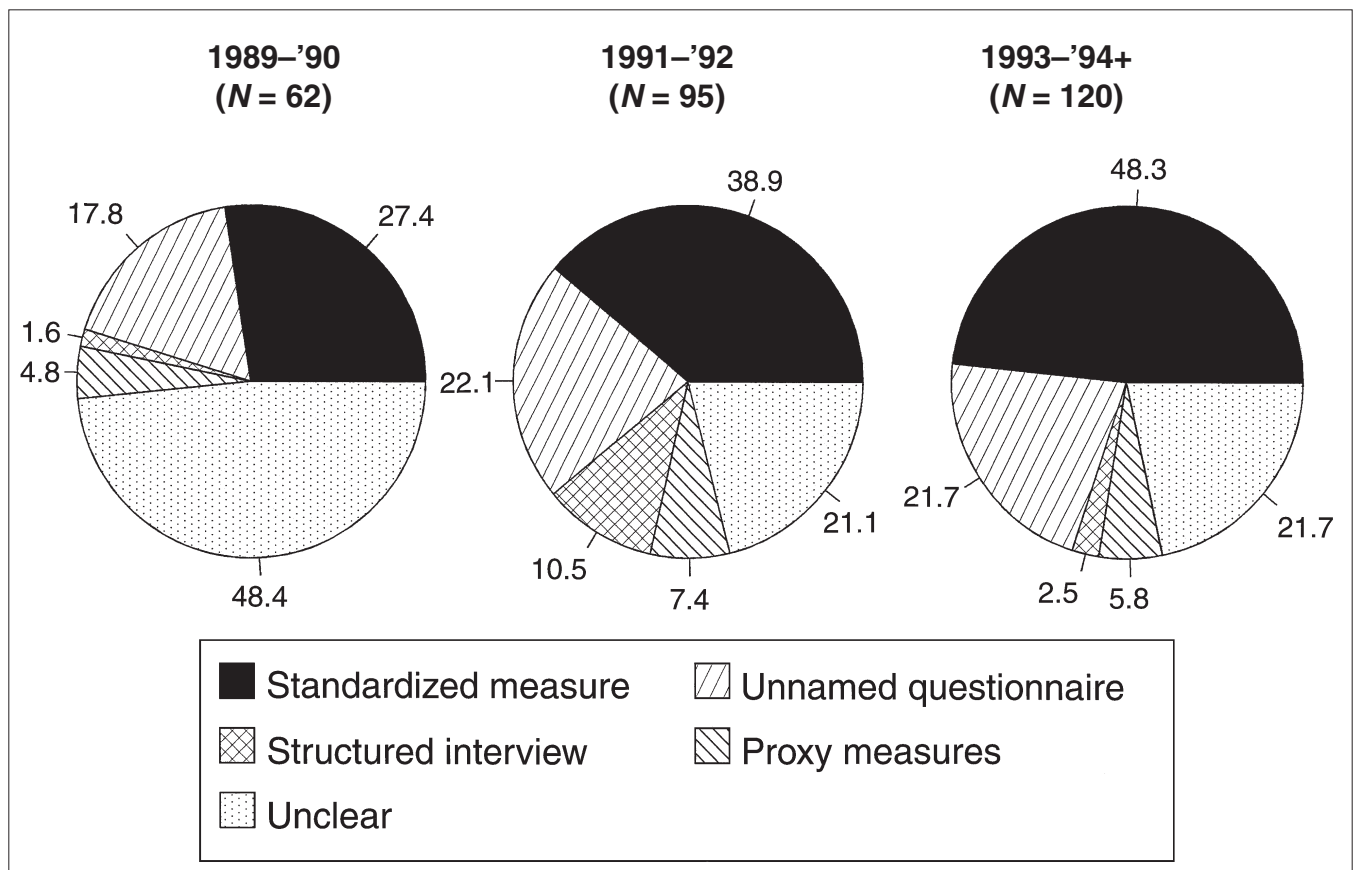 1989–’90
(N = 62)
1991–’92
(N = 95)
1993–’94+
(N = 120)
17.8
27.4
1.6
4.8
48.4
38.9
22.1
10.5
7.4
21.1
48.3
21.7
2.5
5.8
21.7
Standardized measure
Unnamed questionnaire
Structured interview
Proxy measures
Unclear